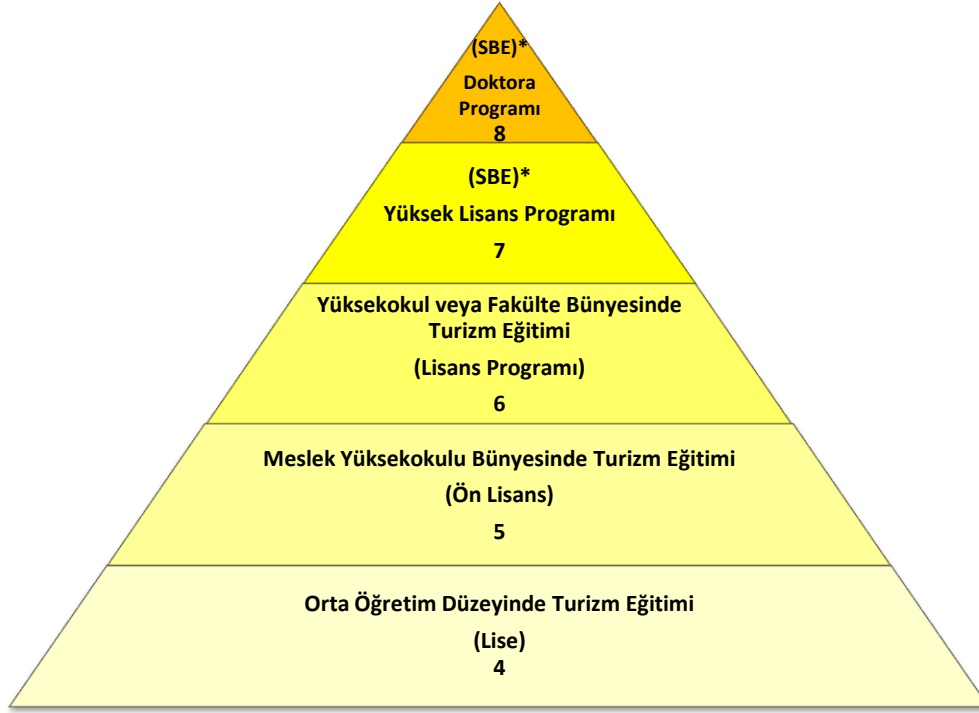 (SBE)*
Doktora
Programı
8
(SBE)*
Yüksek Lisans Programı
7
Yüksekokul veya Fakülte Bünyesinde
Turizm Eğitimi
(Lisans Programı)
6
Meslek Yüksekokulu Bünyesinde Turizm Eğitimi
(Ön Lisans)
5
Orta Öğretim Düzeyinde Turizm Eğitimi
(Lise)
4